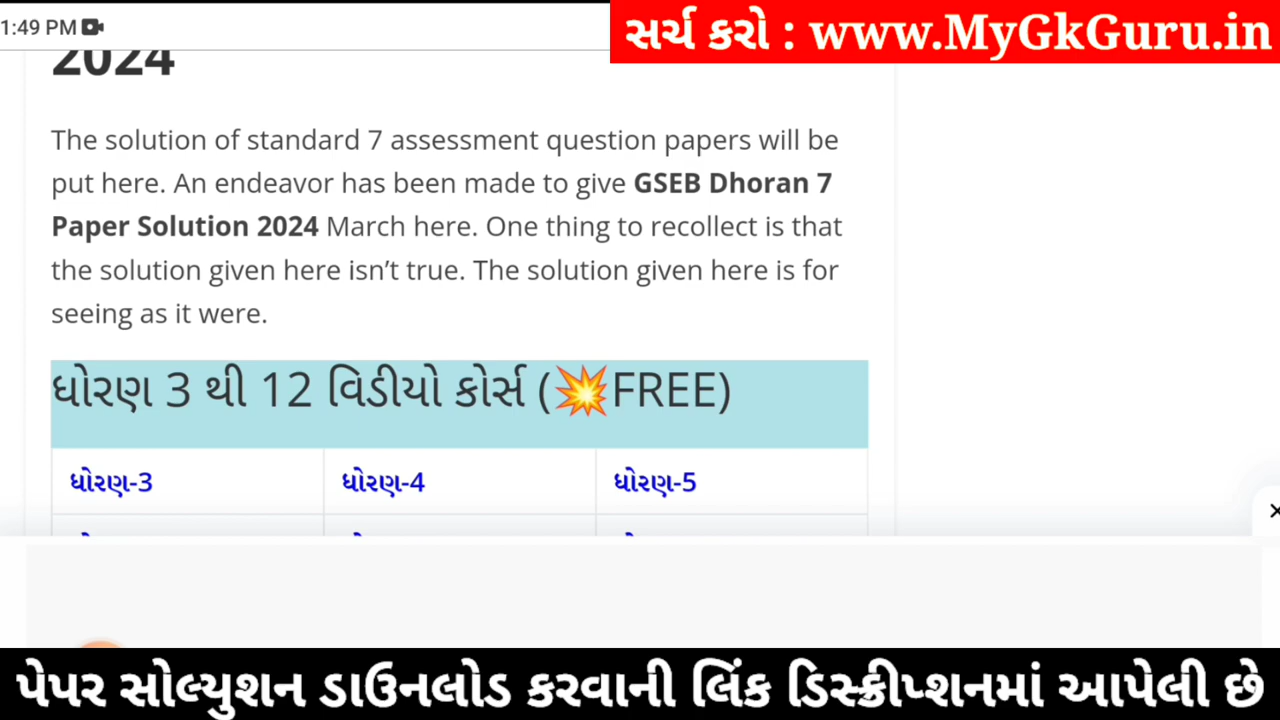 1:49 PM
સર્ચ કરો : www.MyGkGuru.in
2024
The solution of standard 7 assessment question papers will be
put here. An endeavor has been made to give GSEB Dhoran 7
Paper Solution 2024 March here. One thing to recollect is that
the solution given here isn’t true. The solution given here is for
seeing as it were.
ધોરણ 3 થી 12 વિડીયો કોર્સ (💥FREE)
ધોરણ-3 ધોરણ-4 ધોરણ-5
પેપર સોલ્યુશન ડાઉનલોડ કરવાની લિંક ડિસ્ક્રીપ્શનમાં આપેલી છે